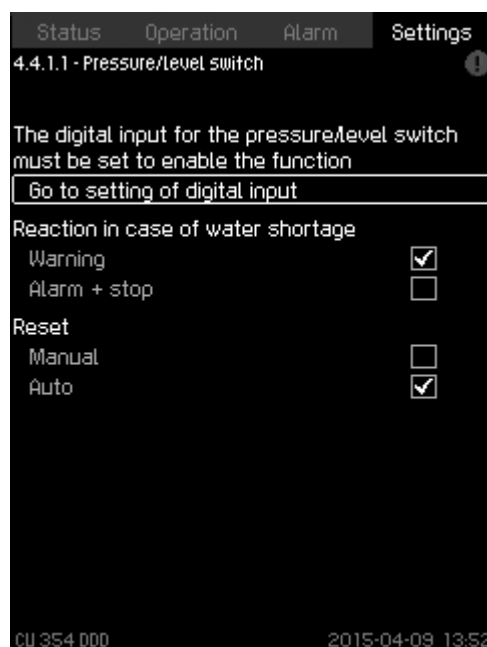 Status Operation Alarm Settings
4.4.1.1 - Pressure/level switch
The digital input for the pressure/level switch
must be set to enable the function
Go to setting of digital input
Reaction in case of water shortage
Warning
Alarm + stop
Reset
Manual
Auto
CU 354 DDD 2015-04-09 13:52